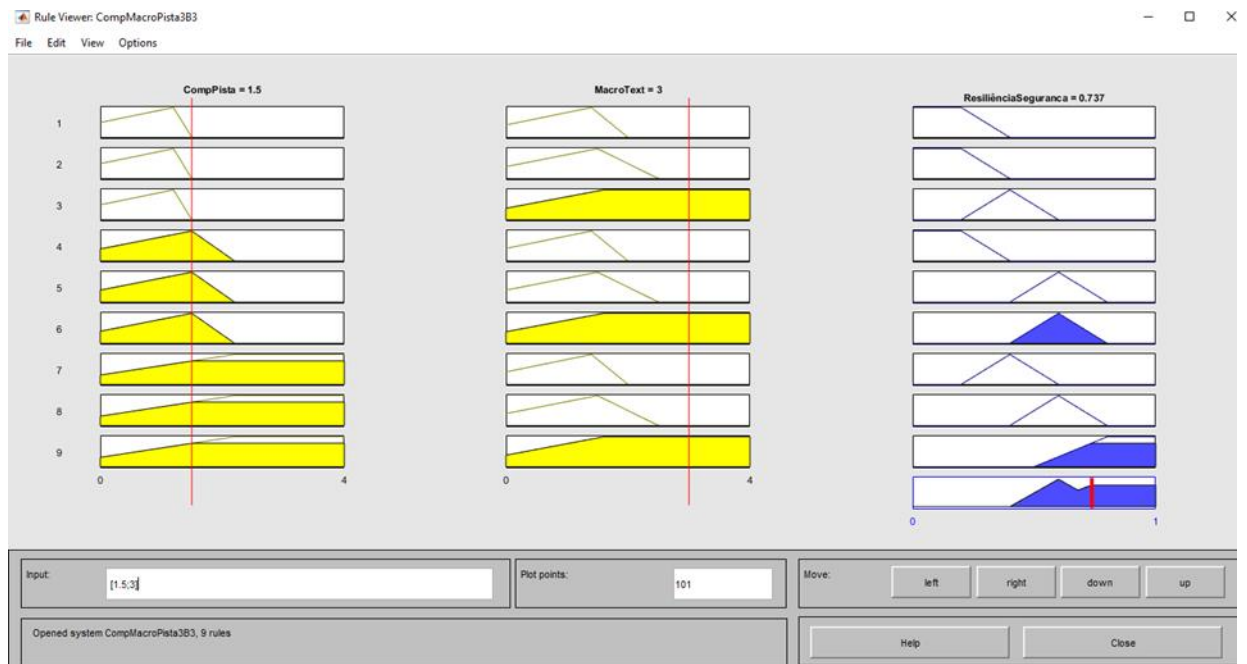 Rule Viewer: CompMacroPista3B3
File Edit View Options
CompPista = 1.5
MacroText = 3
ResiliênciaSeguranca = 0.737
1
2
3
4
5
6
7
8
9
0 4
0 4
0 1
Input:
[1.5;3]
Plot points:
101
Move:
left right down up
Opened system CompMacroPista3B3, 9 rules
Help Close